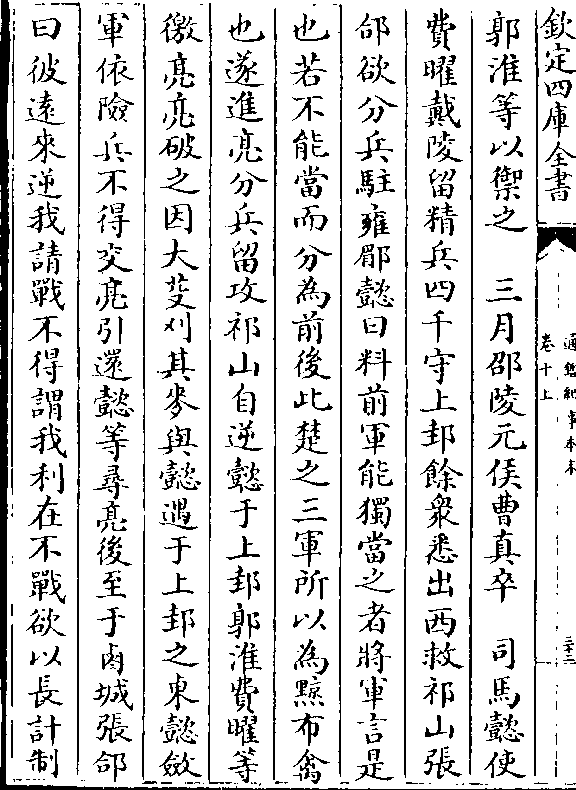 欽定四庫全書
通鑑紀事本末
卷十上
三十二
郭淮等以禦之　三月邵陵元侯曹真卒　司馬懿使
費曜戴陵留精兵四千守上邽餘衆悉出西救祁山張
郃欲分兵駐雍郿懿曰料前軍能獨當之者將軍言是
也若不能當而分為前後此楚之三軍所以為黥布禽
也遂進亮分兵留攻祁山自逆懿于上邽郭淮費曜等
徼亮亮破之因大芟刈其麥與懿遇于上邽之東懿斂
軍依險兵不得交亮引還懿等尋亮後至于鹵城張郃
曰彼逺來逆我請戰不得謂我利在不戰欲以長計制